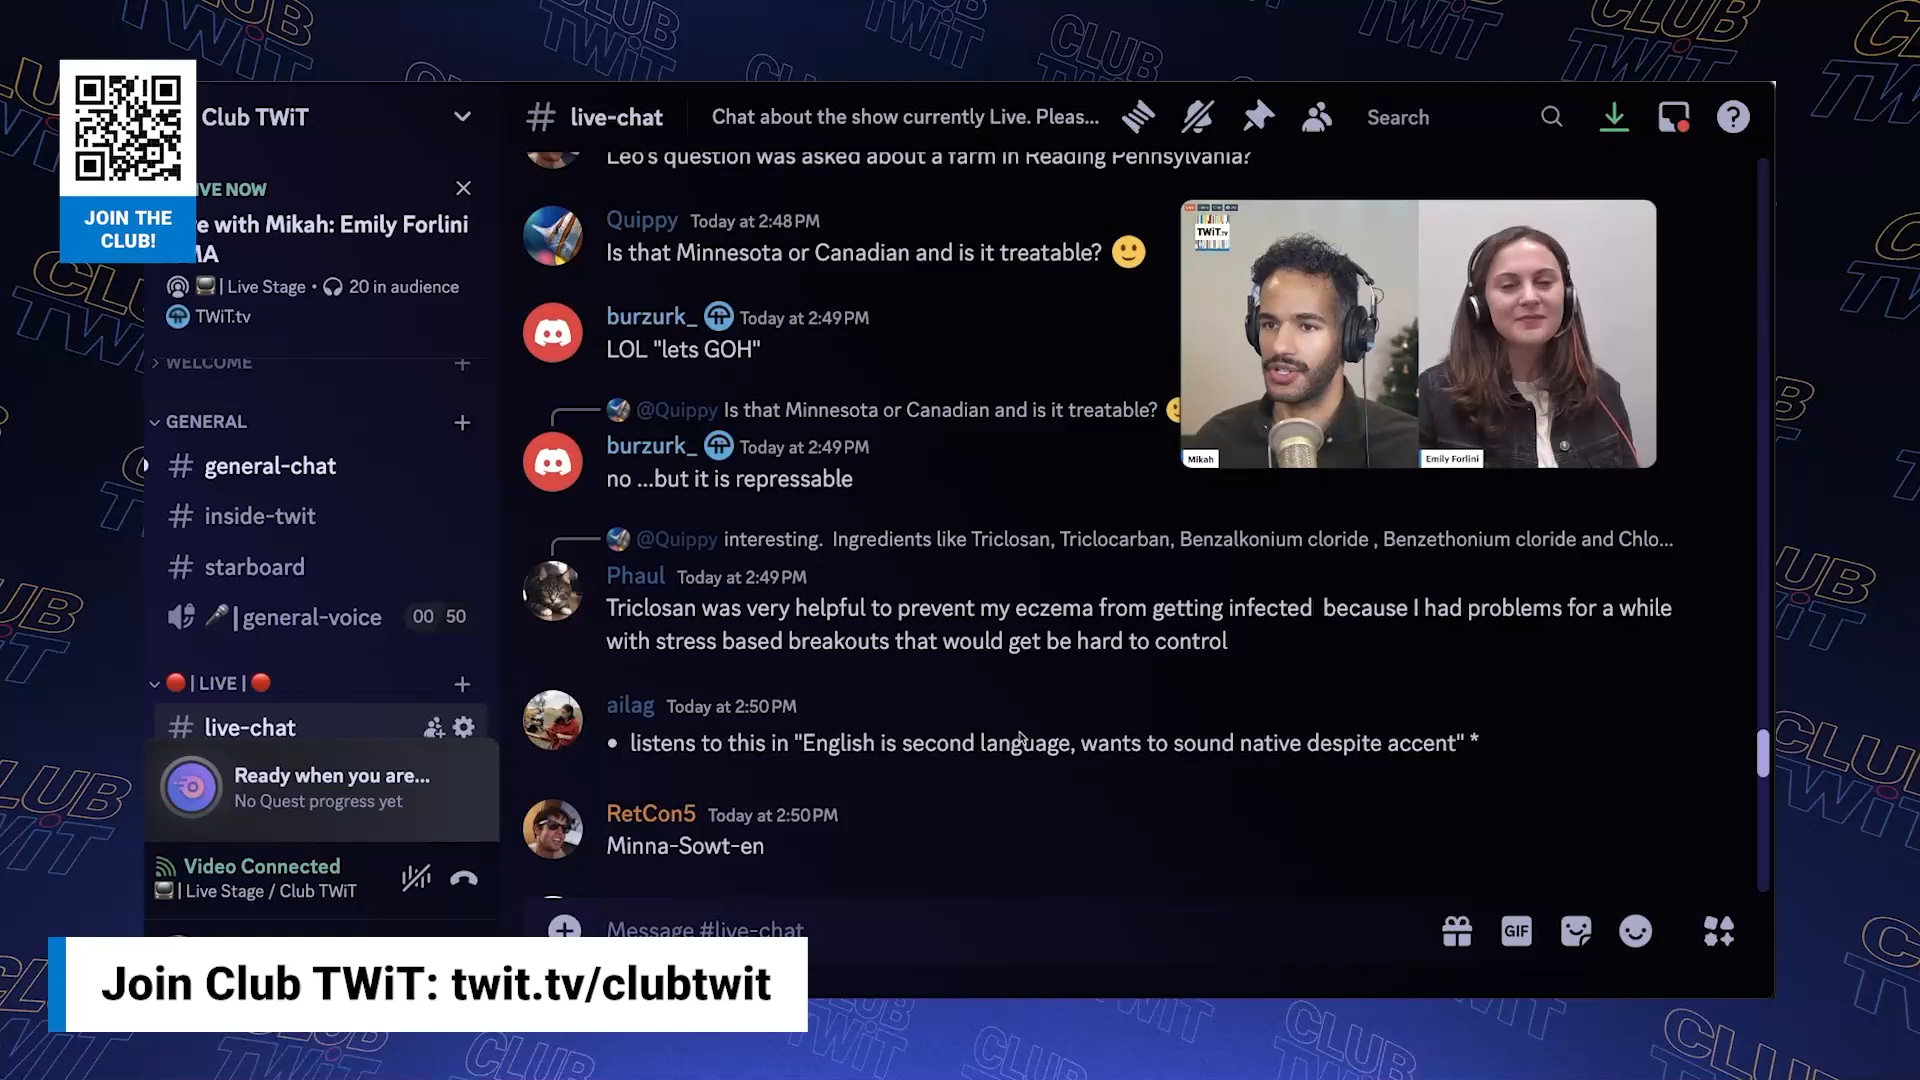 JOIN THE
CLUB!
Club TWiT
IVE NOW
e with Mikah: Emily Forlini
MA
| Live Stage • 20 in audience
TWiT.tv
WELCOME
GENERAL
general-chat
inside-twit
starboard
|general-voice 00 50
| LIVE |
live-chat
Ready when you are...
No Quest progress yet
Video Connected
| Live Stage / Club TWiT
# live-chat Chat about the show currently Live. Pleas... Search
Leo's question was asked about a farm in Reading Pennsylvania?
Quippy Today at 2:48 PM
Is that Minnesota or Canadian and is it treatable? 🙂
burzurk_ Today at 2:49 PM
LOL "lets GOH"
@Quippy Is that Minnesota or Canadian and is it treatable?
burzurk_ Today at 2:49 PM
no ...but it is repressable
@Quippy interesting. Ingredients like Triclosan, Triclocarban, Benzalkonium cloride , Benzethonium cloride and Chlo...
Phaul Today at 2:49 PM
Triclosan was very helpful to prevent my eczema from getting infected because I had problems for a while
with stress based breakouts that would get be hard to control
ailag Today at 2:50 PM
• listens to this in "English is second language, wants to sound native despite accent" *
RetCon5 Today at 2:50 PM
Minna-Sowt-en
Message #live-chat
GIF
TWiT.tv
Mikah
Emily Forlini
Join Club TWiT: twit.tv/clubtwit
CLUB TWiT